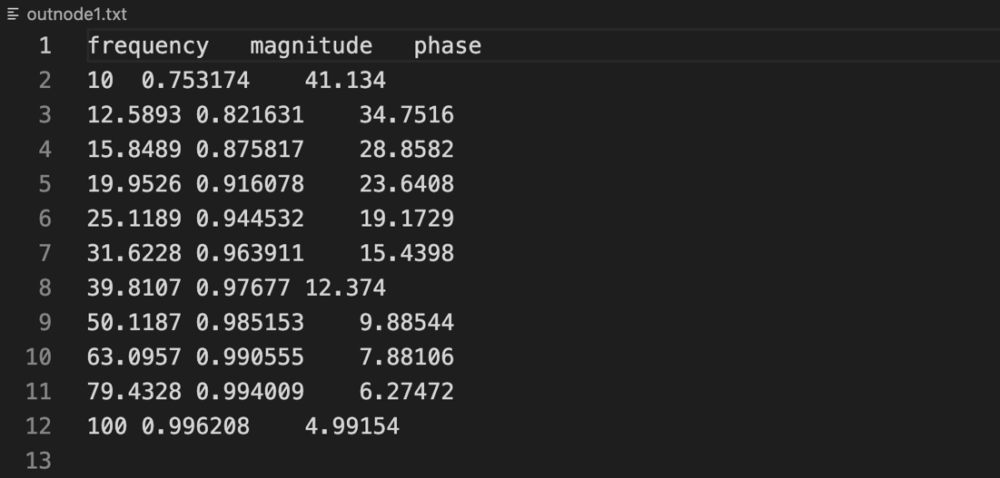 outnode1.txt
1 frequency magnitude phase
2 10 0.753174 41.134
3 12.5893 0.821631 34.7516
4 15.8489 0.875817 28.8582
5 19.9526 0.916078 23.6408
6 25.1189 0.944532 19.1729
7 31.6228 0.963911 15.4398
8 39.8107 0.97677 12.374
9 50.1187 0.985153 9.88544
10 63.0957 0.990555 7.88106
11 79.4328 0.994009 6.27472
12 100 0.996208 4.99154
13